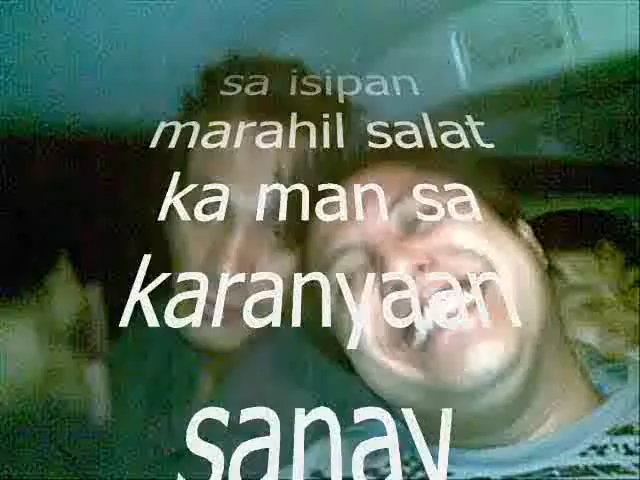 sa isipan
marahil salat
ka man sa
karanyaan
sanay